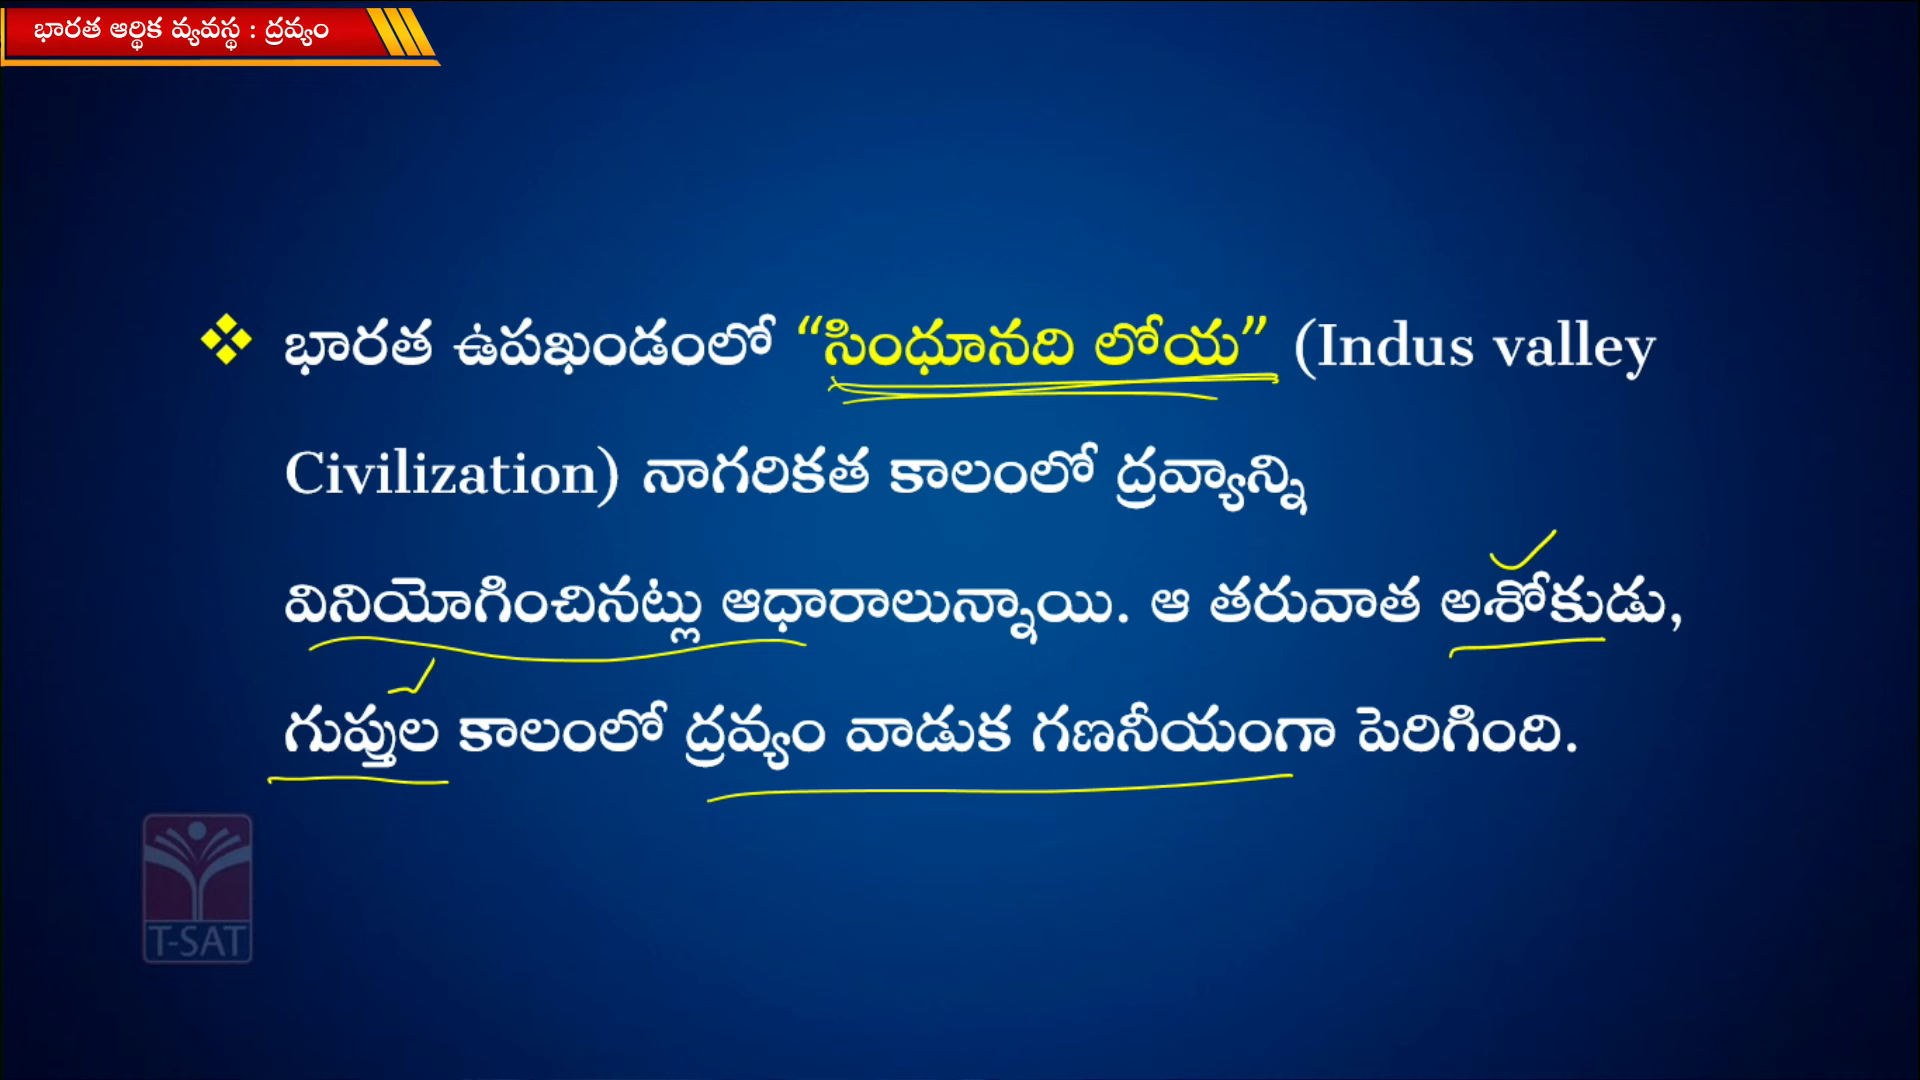 భారత ఆర్థిక వ్యవస్థ : ద్రవ్యం
భారత ఉపఖండంలో “సింధూనది లోయ” (Indus valley
Civilization) నాగరికత కాలంలో ద్రవ్యాన్ని
వినియోగించినట్లు ఆధారాలున్నాయి. ఆ తరువాత అశోకుడు,
గుప్తుల కాలంలో ద్రవ్యం వాడుక గణనీయంగా పెరిగింది.
T-SAT